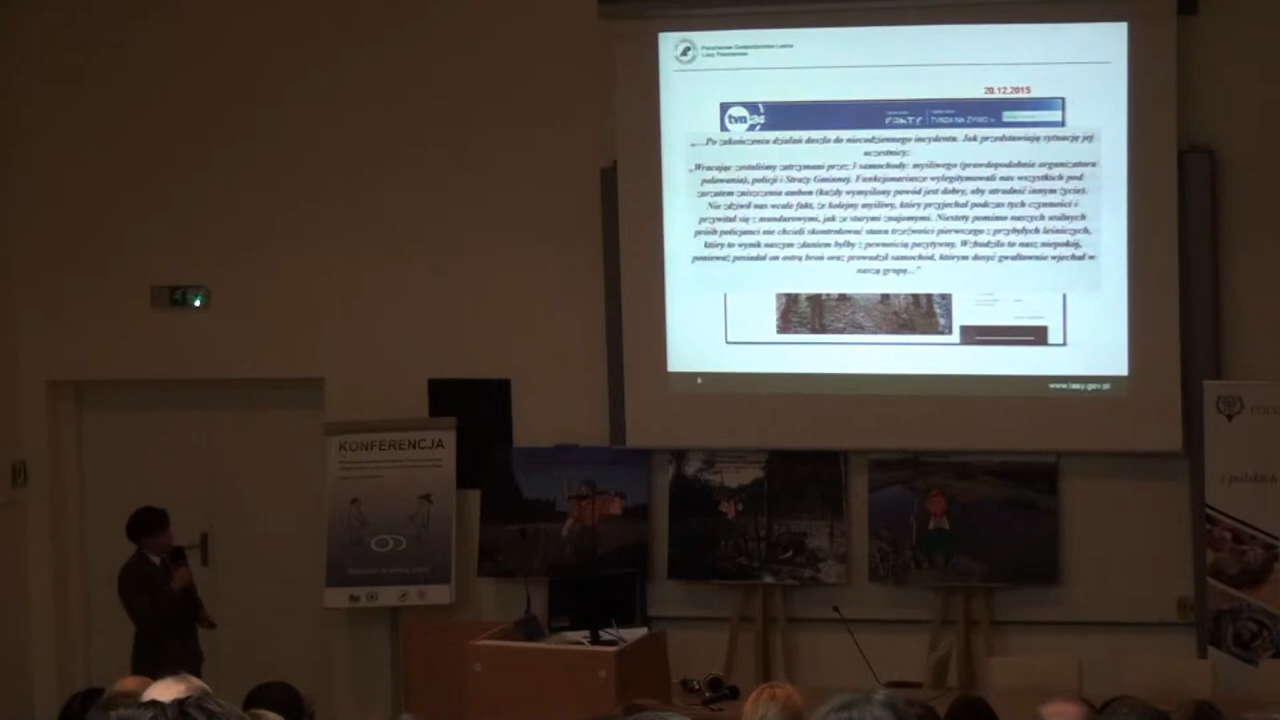 Państwowe Gospodarstwo Leśne
Lasy Państwowe
20.12.2015
tvn24
FAKTY
TVN24 NA ŻYWO
„...Po zakończeniu działań doszło do niecodziennego incydentu. Jak przedstawiają sytuację jej
uczestnicy:
„Wracając zostaliśmy zatrzymani przez 3 samochody: myśliwego (prawdopodobnie organizatora
polowania), policji i Straży Gminnej. Funkcjonariusze wylegitymowali nas wszystkich pod
zarzutem zniszczenia ambon (każdy wymyślony powód jest dobry, aby utrudnić innym życie).
Nie zdziwił nas wcale fakt, że kolejny myśliwy, który przyjechał podczas tych czynności i
przywitał się z mundurowymi, jak ze starymi znajomymi. Niestety pomimo naszych usilnych
próśb policjanci nie chcieli skontrolować stanu trzeźwości pierwszego z przybyłych leśniczych,
który to wynik naszym zdaniem byłby z pewnością pozytywny. Wzbudziło to nasz niepokój,
ponieważ posiadał on ostrą broń oraz prowadził samochód, którym dosyć gwałtownie wjechał w
naszą grupę...”
www.lasy.gov.pl
KONFERENCJA